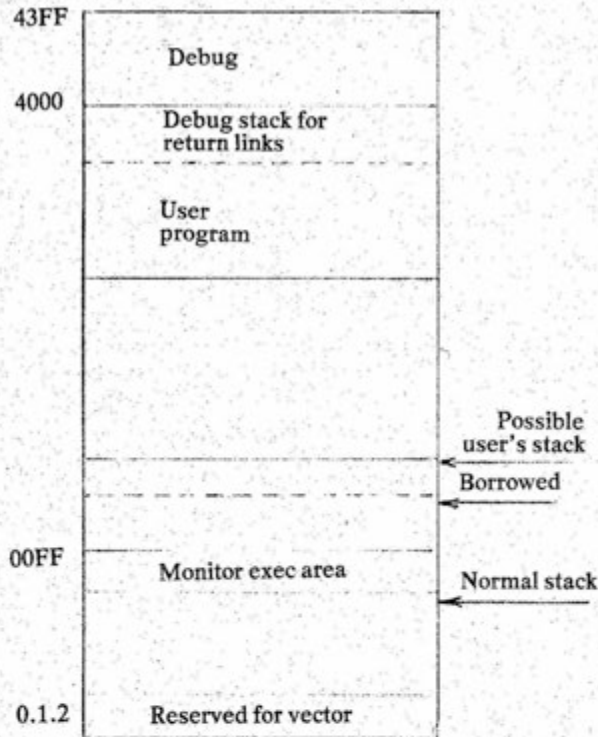 43FF
Debug
4000
Debug stack for
return links
User
program
Possible
user's stack
Borrowed
00FF
Monitor exec area
Normal stack
0.1.2
Reserved for vector